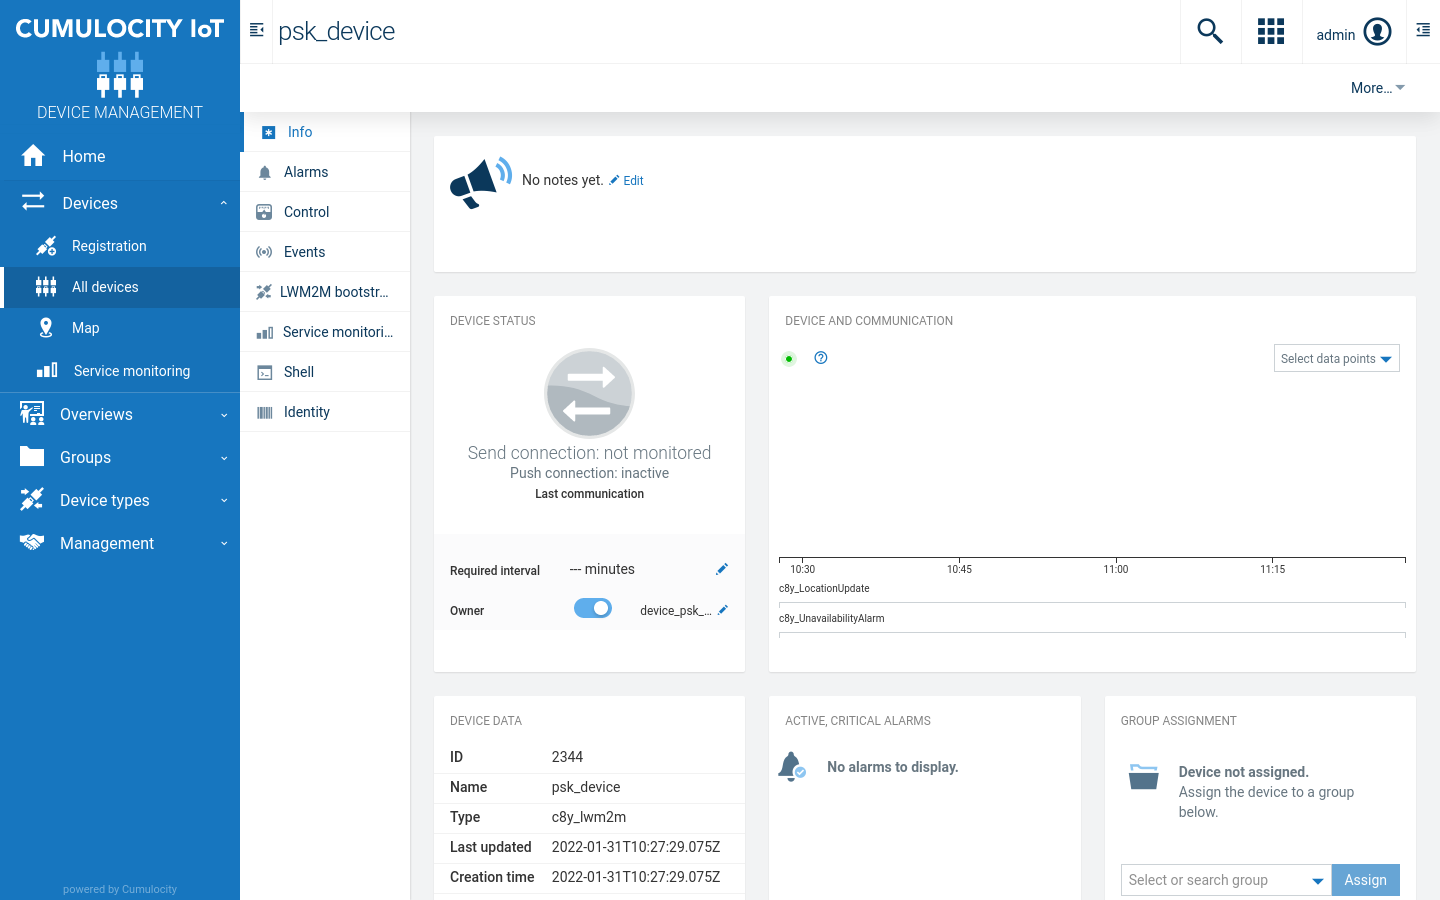 CUMULOCITY IoT
DEVICE MANAGEMENT
Home
Devices
Registration
All devices
Map
Service monitoring
Overviews
Groups
Device types
Management
powered by Cumulocity
psk_device
admin
More...
Info
Alarms
Control
Events
LWM2M bootstr...
Service monitori...
Shell
Identity
No notes yet. Edit
DEVICE STATUS
Send connection: not monitored
Push connection: inactive
Last communication
Required interval --- minutes
Owner device_psk_...
DEVICE AND COMMUNICATION
Select data points
10:30 10:45 11:00 11:15
c8y_LocationUpdate
c8y_UnavailabilityAlarm
DEVICE DATA
ID 2344
Name psk_device
Type c8y_lwm2m
Last updated 2022-01-31T10:27:29.075Z
Creation time 2022-01-31T10:27:29.075Z
ACTIVE, CRITICAL ALARMS
No alarms to display.
GROUP ASSIGNMENT
Device not assigned.
Assign the device to a group
below.
Select or search group Assign